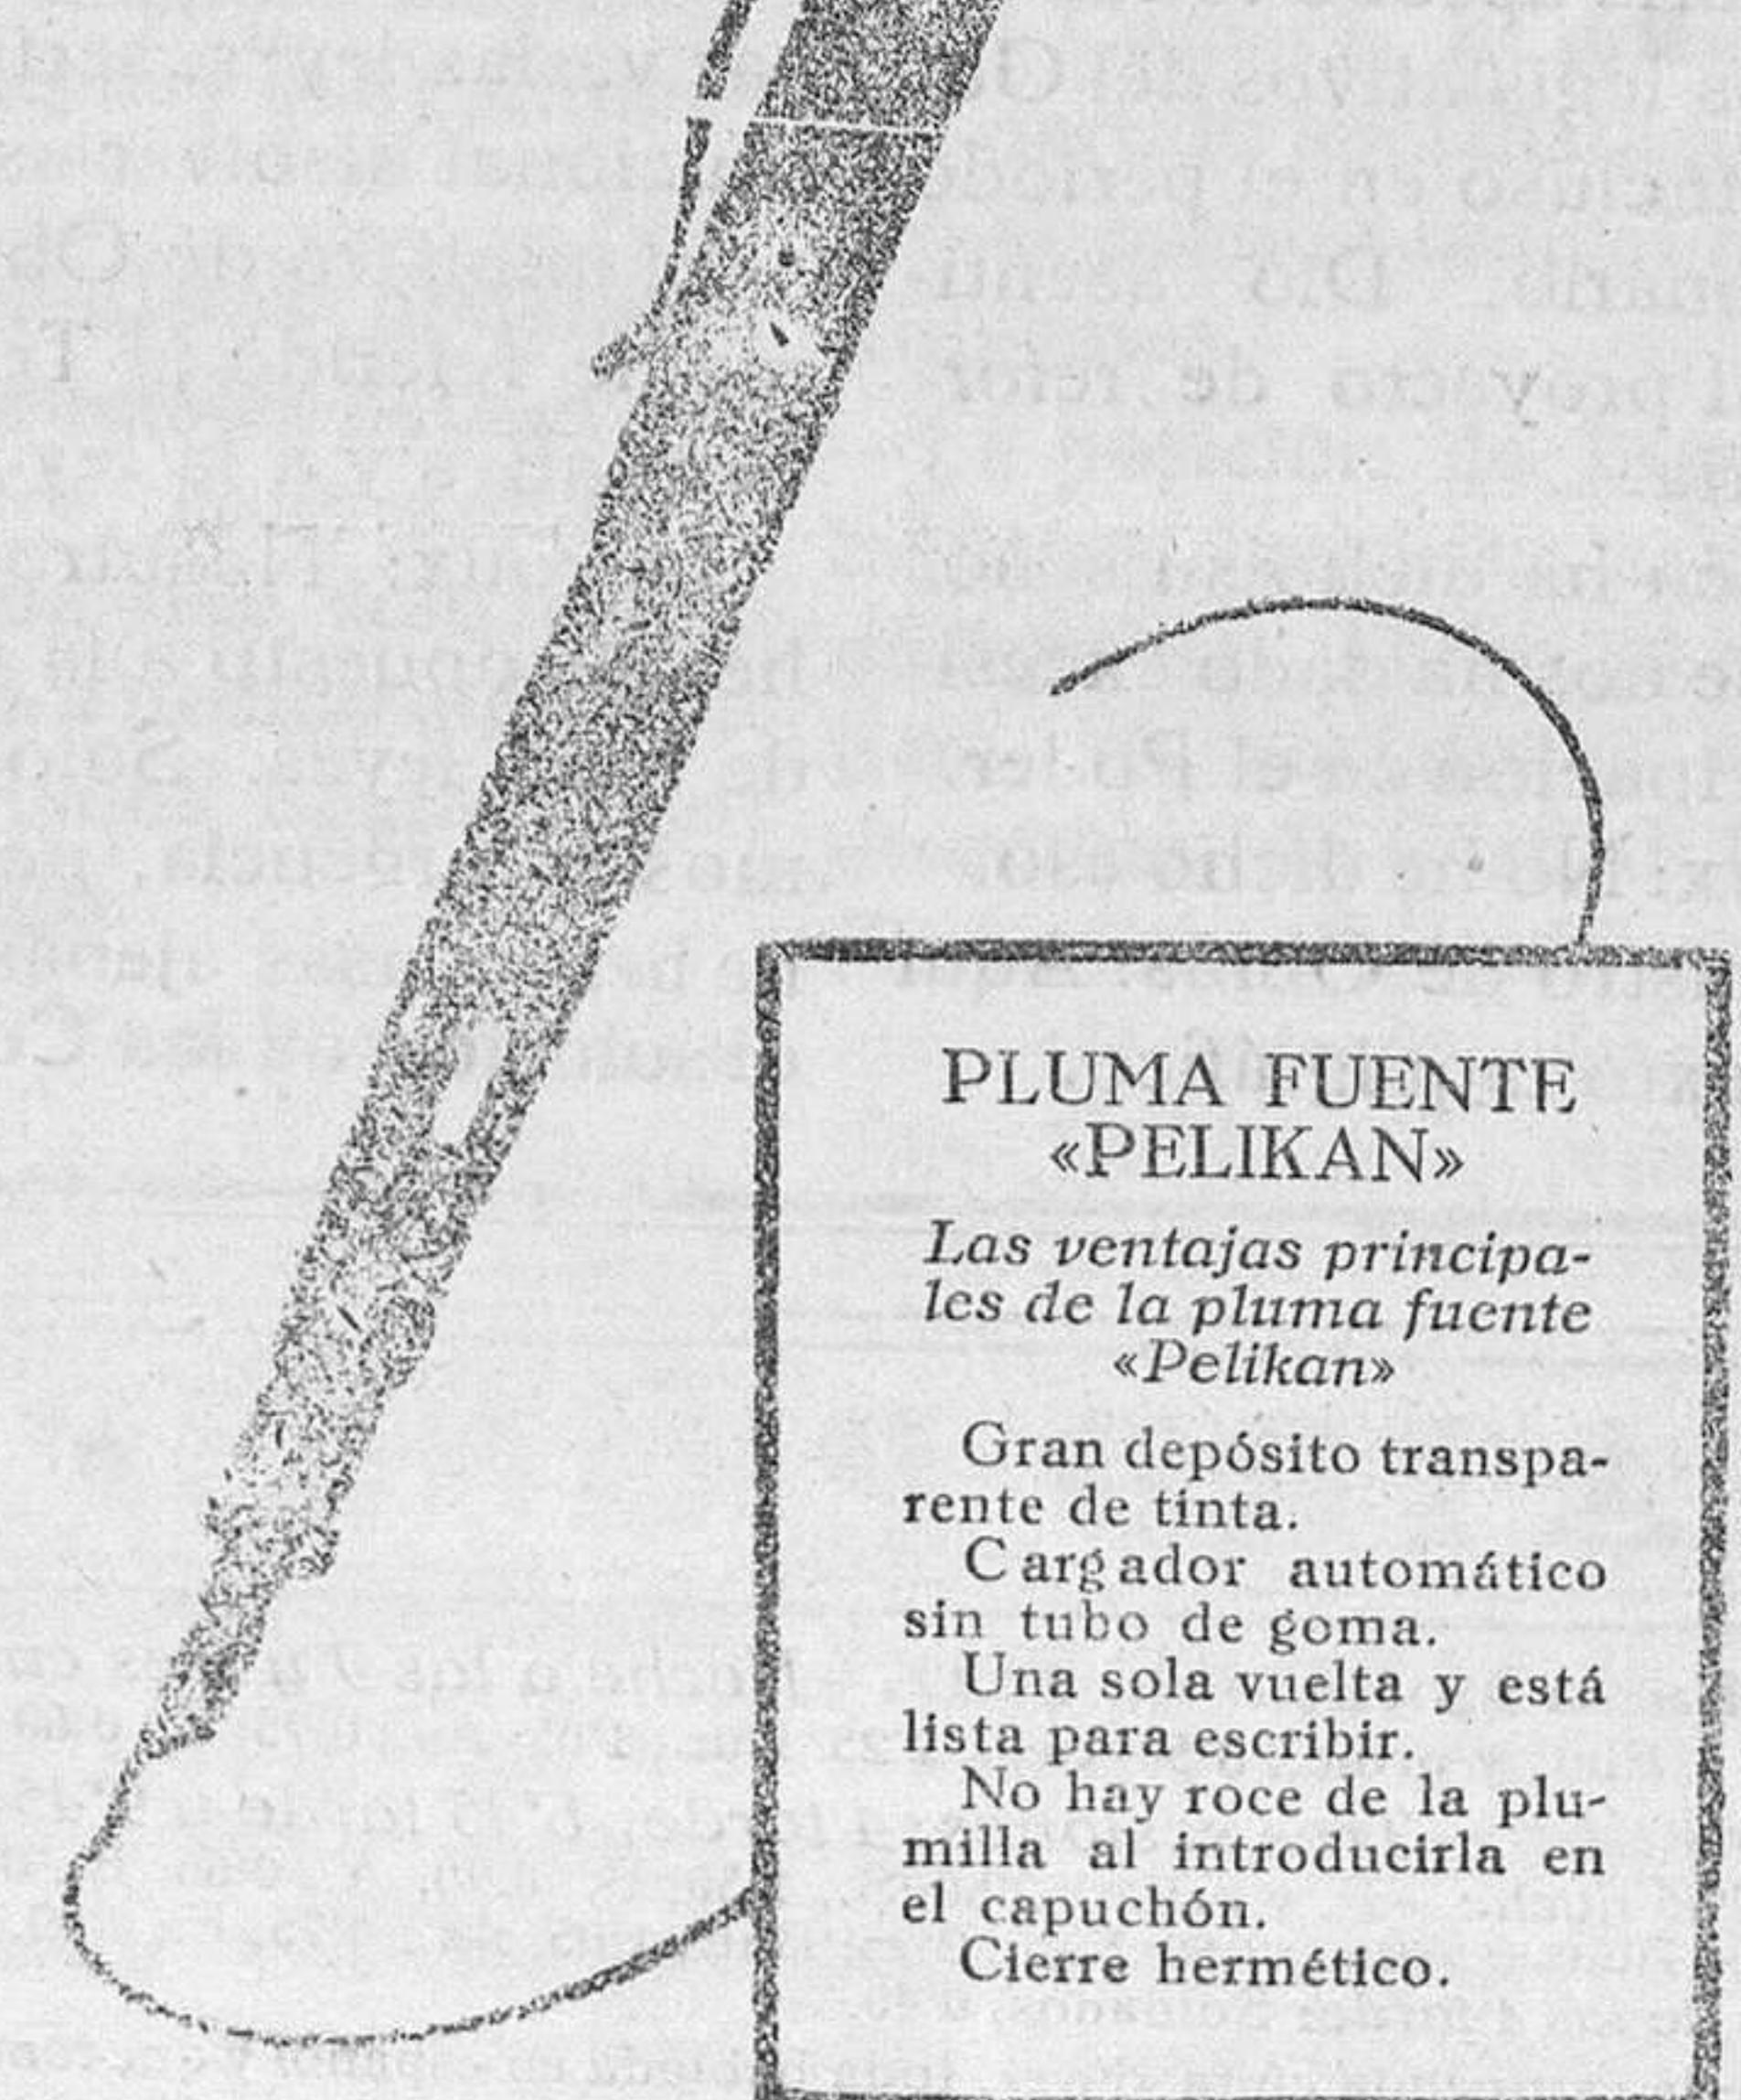 PLUMA FUENTE
«PELIKAN»
Las ventajas principa-
les de la pluma fuente
«Pelikan»
Gran depósito transpa-
rente de tinta.
Cargador automático
sin tubo de goma.
Una sola vuelta y está
lista para escribir.
No hay roce de la plu-
milla al introducirla en
el capuchón.
Cierre hermético.